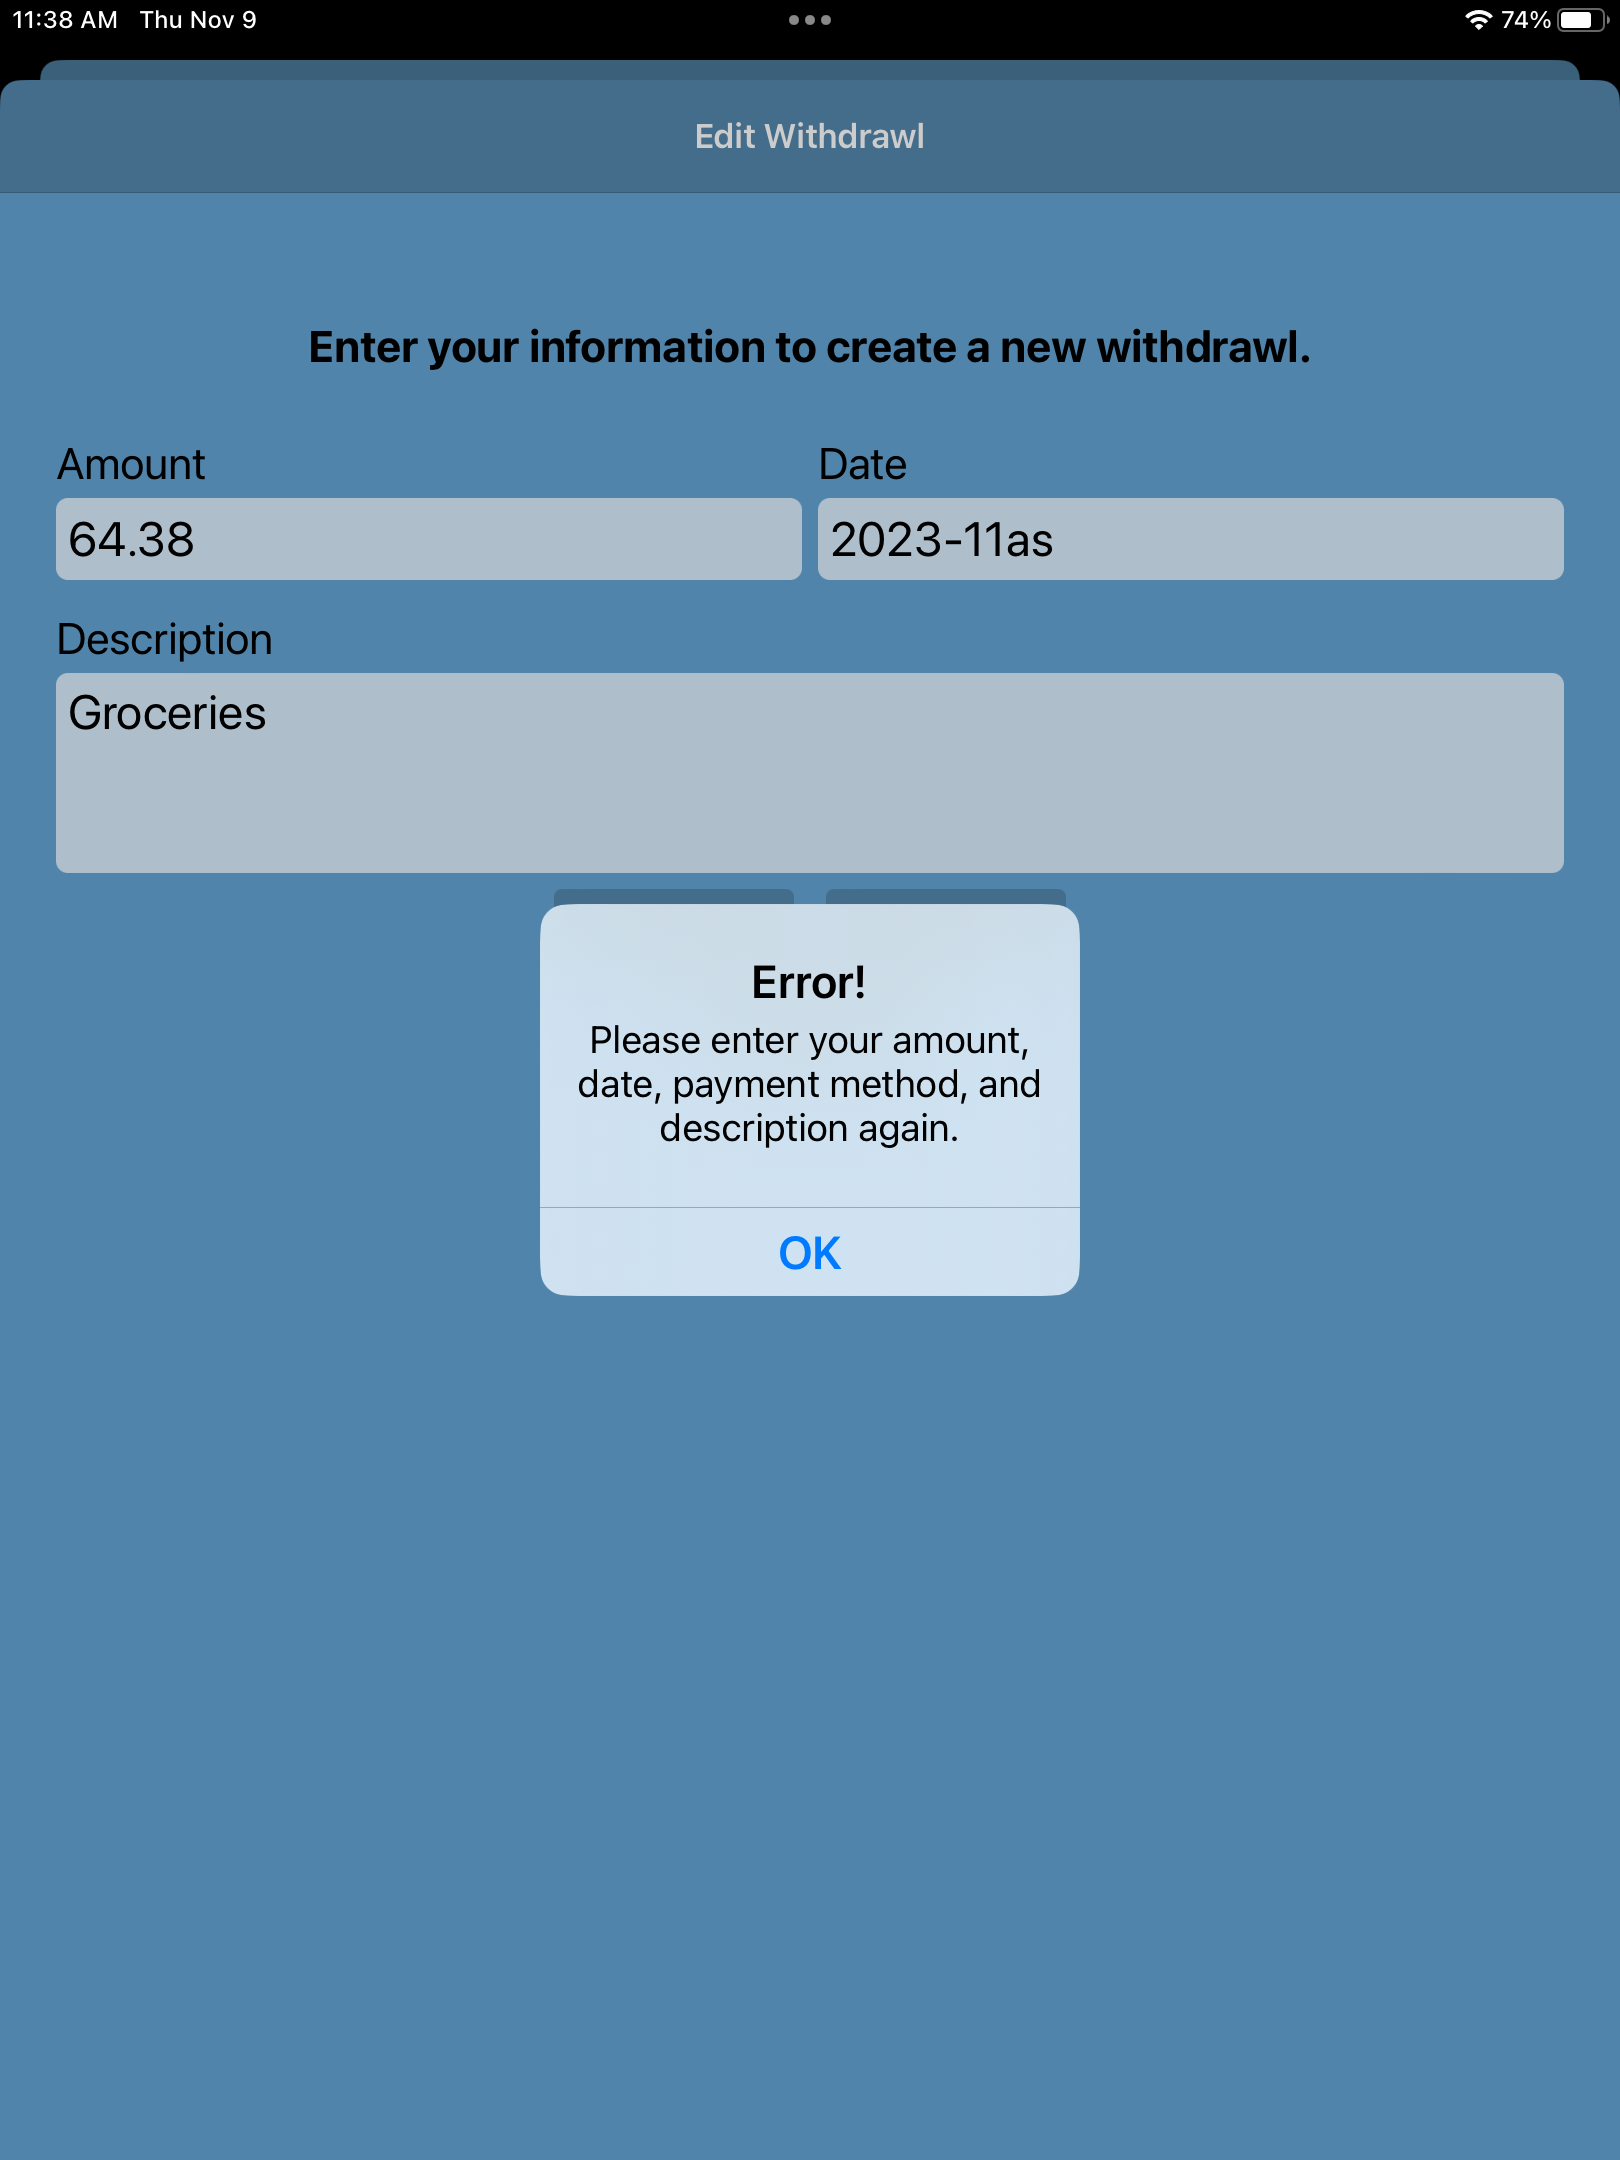 11:38 AM Thu Nov 9
74%
Edit Withdrawl
Enter your information to create a new withdrawl.
Amount
Date
64.38
2023-11as
Description
Groceries
Error!
Please enter your amount,
date, payment method, and
description again.
OK